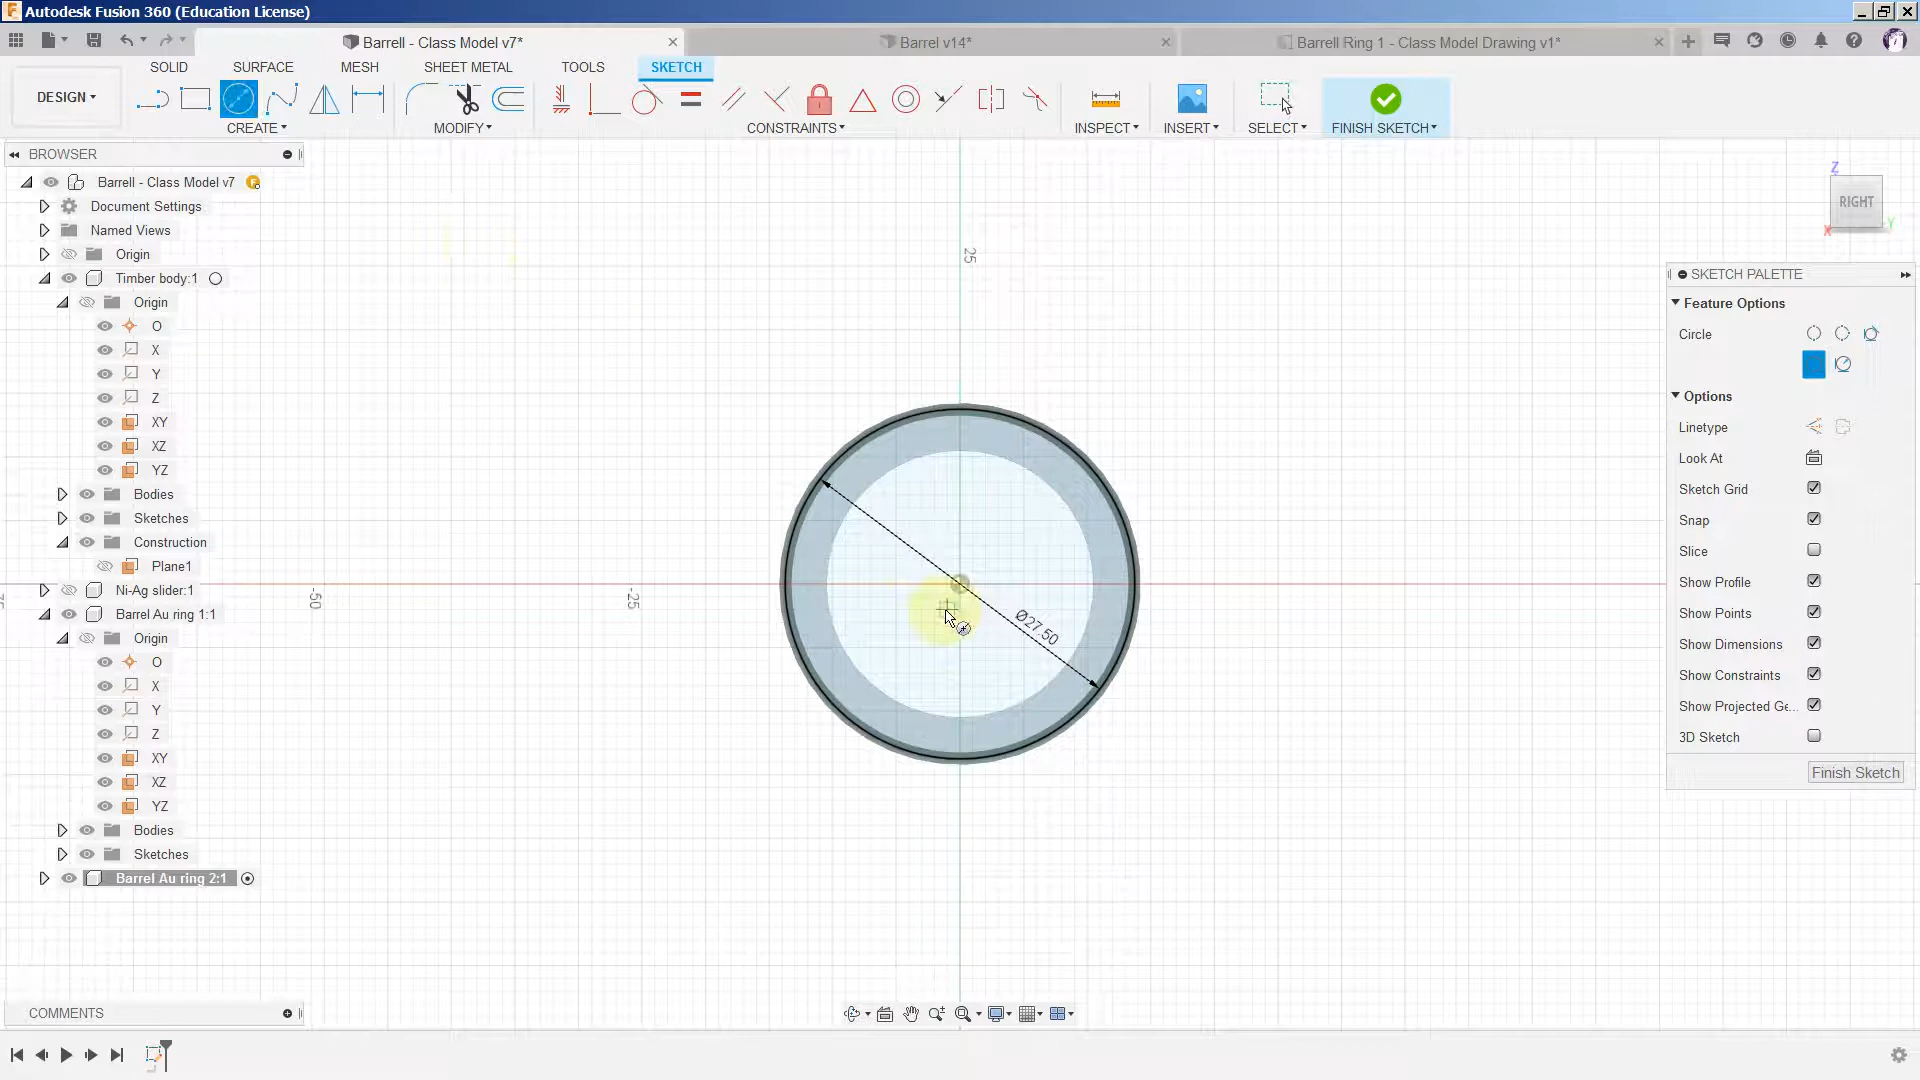 Autodesk Fusion 360 (Education License)
Barrell - Class Model v7*
Barrel v14*
Barrell Ring 1 - Class Model Drawing v1*
SOLID
SURFACE
MESH
SHEET METAL
TOOLS
SKETCH
DESIGN
CREATE
MODIFY
CONSTRAINTS
INSPECT
INSERT
SELECT
FINISH SKETCH
BROWSER
Barrell - Class Model v7
Document Settings
Named Views
Origin
Timber body:1
Origin
O
X
Y
Z
XY
XZ
YZ
Bodies
Sketches
Construction
Plane1
Ni-Ag slider:1
Barrel Au ring 1:1
Origin
O
X
Y
Z
XY
XZ
YZ
Bodies
Sketches
Barrel Au ring 2:1
COMMENTS
25
-50
-25
Ø27.50
Z
RIGHT
X
Y
SKETCH PALETTE
Feature Options
Circle
Options
Linetype
Look At
Sketch Grid
Snap
Slice
Show Profile
Show Points
Show Dimensions
Show Constraints
Show Projected Ge...
3D Sketch
Finish Sketch